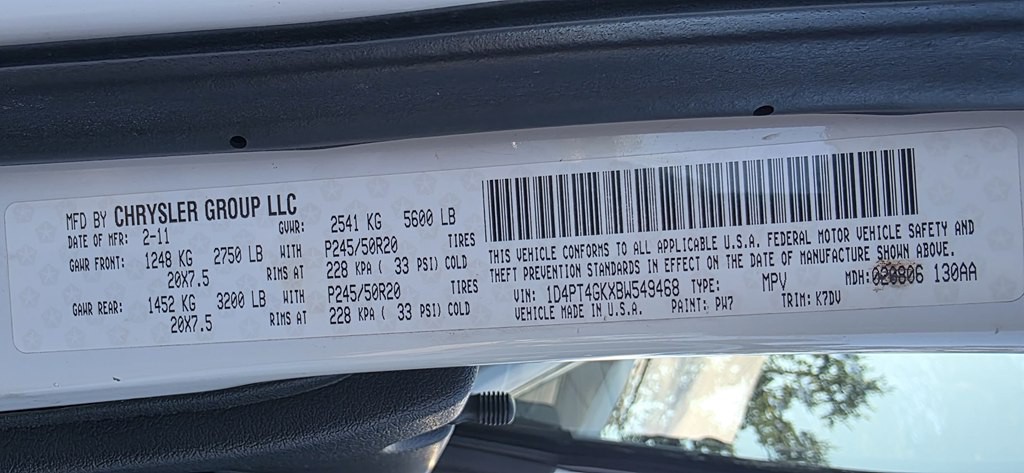 MFD BY CHRYSLER GROUP LLC
DATE OF MFR: 2-11 GVWR: 2541 KG 5600 LB
GAWR FRONT: 1248 KG 2750 LB WITH P245/50R20 TIRES
20X7.5 RIMS AT 228 KPA ( 33 PSI) COLD
GAWR REAR: 1452 KG 3200 LB WITH P245/50R20 TIRES
20X7.5 RIMS AT 228 KPA ( 33 PSI) COLD
THIS VEHICLE CONFORMS TO ALL APPLICABLE U.S.A. FEDERAL MOTOR VEHICLE SAFETY AND
THEFT PREVENTION STANDARDS IN EFFECT ON THE DATE OF MANUFACTURE SHOWN ABOVE.
VIN: 1D4PT4GKXBW549468 TYPE: MPV MDH: 020806 130AA
VEHICLE MADE IN U.S.A. PAINT: PW7 TRIM: K7DV